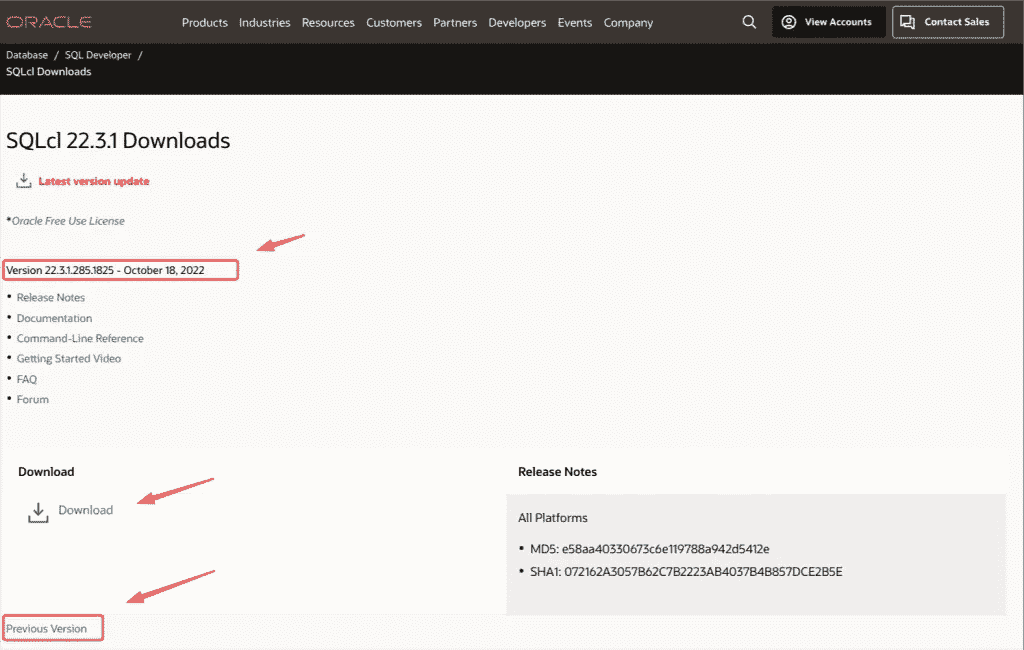 ORACLE
Products Industries Resources Customers Partners Developers Events Company View Accounts Contact Sales
Database / SQL Developer /
SQLcl Downloads
SQLcl 22.3.1 Downloads
Latest version update
*Oracle Free Use License
Version 22.3.1.285.1825 - October 18, 2022
• Release Notes
• Documentation
• Command-Line Reference
• Getting Started Video
• FAQ
• Forum
Download
Download
Release Notes
All Platforms
• MD5: e58aa40330673c6e119788a942d5412e
• SHA1: 072162A3057B62C7B2223AB4037B4B857DCE2B5E
Previous Version